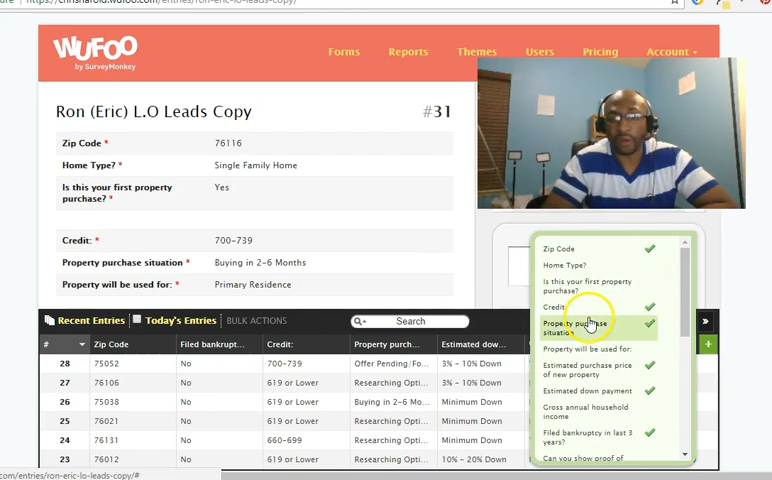 https://chrisharold.wufoo.com/entries/ron-eric-lo-leads-copy/
WUFOO
by SurveyMonkey
Forms Reports Themes Users Pricing Account
Ron (Eric) L.O Leads Copy #31
Zip Code * 76116
Home Type? * Single Family Home
Is this your first property Yes
purchase? *
Credit: * 700-739
Property purchase situation * Buying in 2-6 Months
Property will be used for: * Primary Residence
Zip Code
Home Type?
Is this your first property
purchase?
Credit:
Property purchase
situation
Property will be used for:
Estimated purchase price
of new property
Estimated down payment
Gross annual household
income
Filed bankruptcy in last 3
years?
Can you show proof of
Recent Entries Today's Entries BULK ACTIONS Search »
# Zip Code Filed bankrupt... Credit: Property purch... Estimated dow... +
28 75052 No 700-739 Offer Pending/Fo... 3% - 10% Down
27 76106 No 619 or Lower Researching Opti... 3% - 10% Down
26 75038 No 619 or Lower Buying in 2-6 Mo... Minimum Down
25 76021 No 619 or Lower Researching Opti... Minimum Down
24 76131 No 660-699 Researching Opti... Minimum Down
23 76012 No 619 or Lower Researching Opti... 10% - 20% Down
.com/entries/ron-eric-lo-leads-copy/#